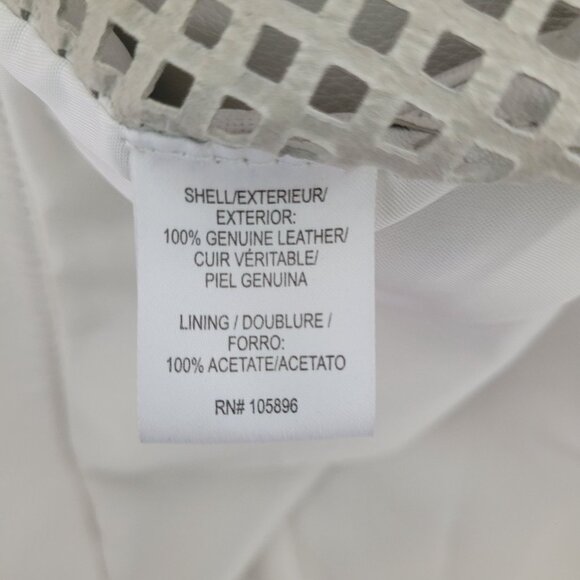 SHELL/EXTERIEUR/
EXTERIOR:
100% GENUINE LEATHER/
CUIR VÉRITABLE/
PIEL GENUINA
LINING / DOUBLURE /
FORRO:
100% ACETATE/ACETATO
RN# 105896